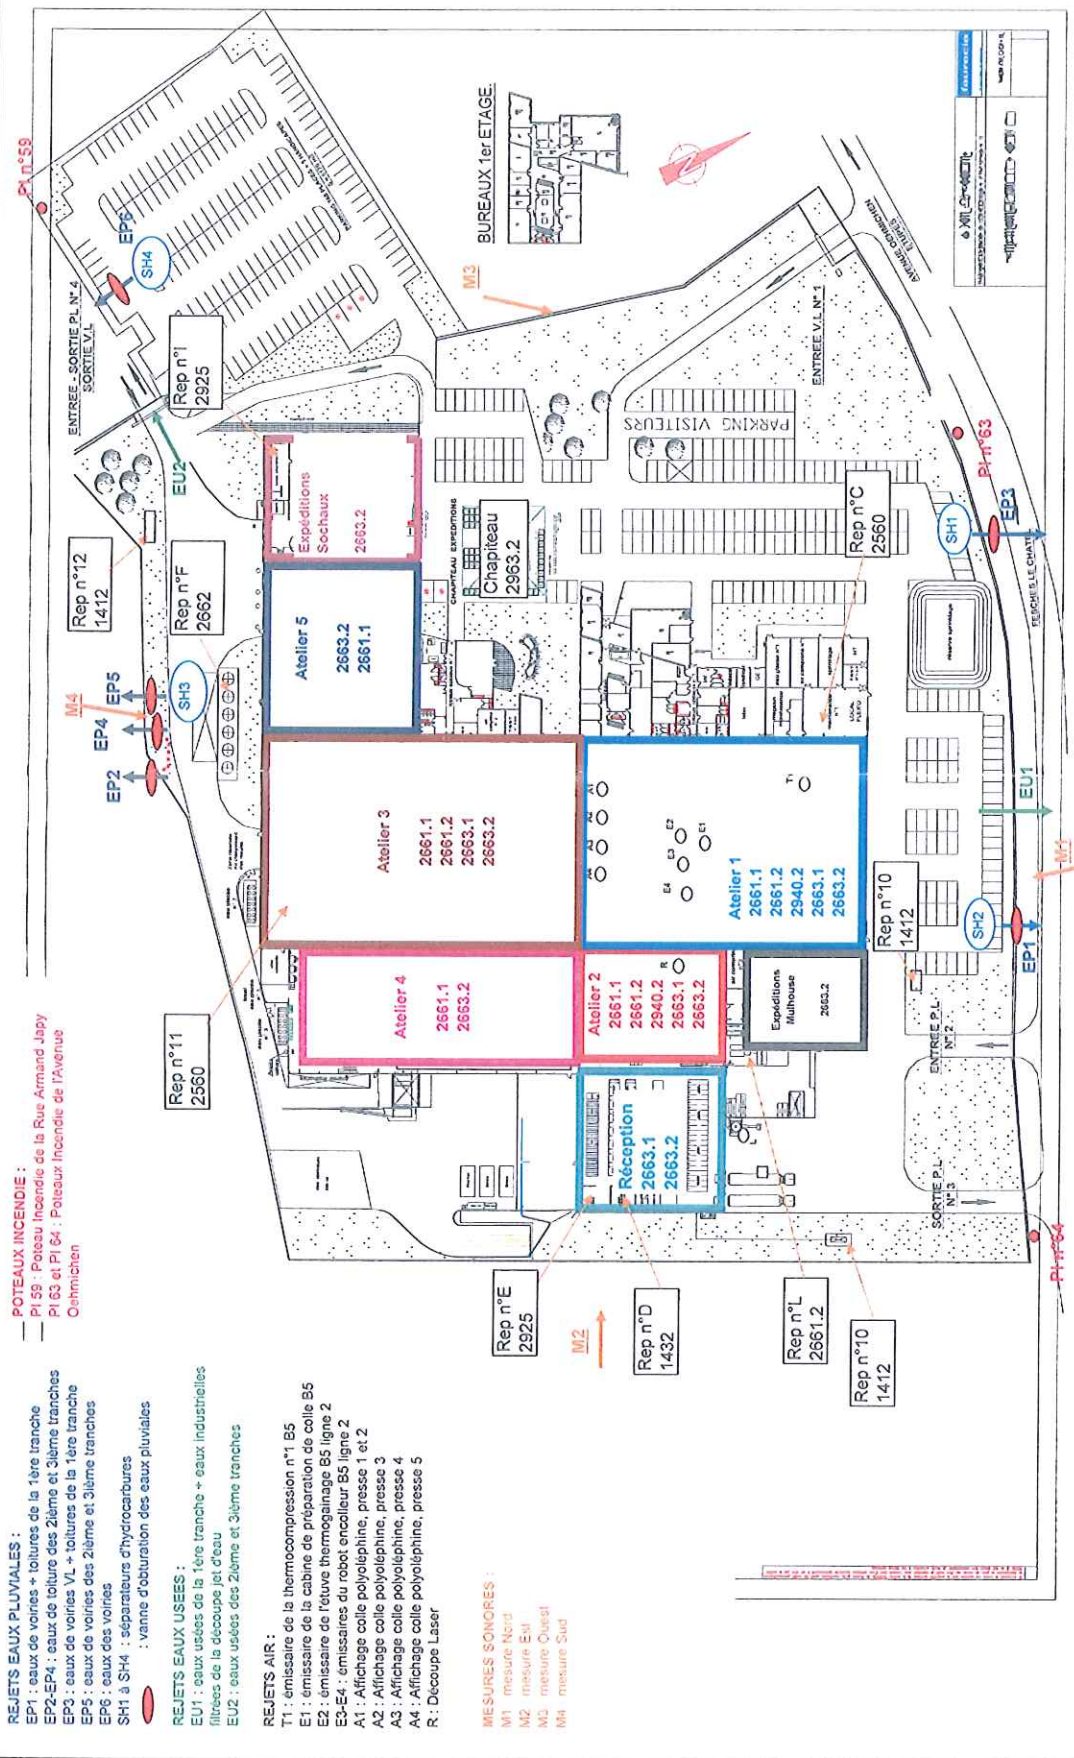 REJETS EAUX PLUVIALES :
EP1 : eaux de voiries + toitures de la 1ère tranche
EP2-EP4 : eaux de toiture des 2ième et 3ième tranches
EP3 : eaux de voiries VL + toitures de la 1ère tranche
EP5 : eaux de voiries des 2ième et 3ième tranches
EP6 : eaux des voiries
SH1 à SH4 : séparateurs d'hydrocarbures
: vanne d'obturation des eaux pluviales
REJETS EAUX USEES :
EU1 : eaux usées de la 1ère tranche + eaux industrielles
filtrées de la découpe jet d'eau
EU2 : eaux usées des 2ième et 3ième tranches
REJETS AIR :
T1 : émissaire de la thermocompression n°1 B5
E1 : émissaire de la cabine de préparation de colle B5
E2 : émissaire de l'étuve thermogainage B5 ligne 2
E3-E4 : émissaires du robot encolleur B5 ligne 2
A1 : Affichage colle polyoléphine, presse 1 et 2
A2 : Affichage colle polyoléphine, presse 3
A3 : Affichage colle polyoléphine, presse 4
A4 : Affichage colle polyoléphine, presse 5
R : Découpe Laser
MESURES SONORES :
M1 mesure Nord
M2 mesure Est
M3 mesure Ouest
M4 mesure Sud
POTEAUX INCENDIE :
PI 59 : Poteau Incendie de la Rue Armand Japy
PI 63 et PI 64 : Poteaux Incendie de l'Avenue
Oehmichen
PI n°59
EP6
SH4
ENTREE - SORTIE PL N° 4
SORTIE V.L
Rep n°I
2925
EU2
Rep n°12
1412
Rep n°F
2662
SH3
M4
EP5
EP4
EP2
Rep n°11
2560
BUREAUX 1er ETAGE.
N
M3
Expéditions
Sochaux
2663.2
Atelier 5
2663.2
2661.1
CHAPITEAU EXPEDITIONS
Chapiteau
2963.2
PARKING VISITEURS
ENTREE V.L N° 1
AVENUE OEHMICHEN
ETUPES
faurecia
Atelier 3
2661.1
2661.2
2663.1
2663.2
Atelier 4
2661.1
2663.2
Atelier 1
2661.1
2661.2
2940.2
2663.1
2663.2
A1
A2
A3
A4
E2
E1
E3
E4
T1
Atelier 2
2661.1
2661.2
2940.2
2663.1
2663.2
R
Expéditions
Mulhouse
2663.2
Réception
2663.1
2663.2
Rep n°C
2560
SH1
PI n°63
EP3
FESCHES LE CHATEL
EU1
M1
Rep n°10
1412
SH2
EP1
ENTREE P.L
N° 2
SORTIE P.L
N° 3
PI n°64
Rep n°E
2925
M2
Rep n°D
1432
Rep n°L
2661.2
Rep n°10
1412